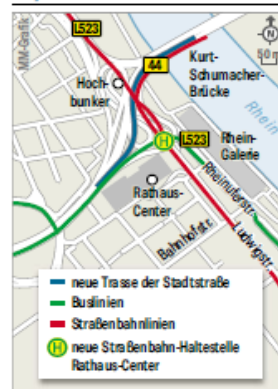 MM-Grafik
L523
44
Kurt-
Schumacher-
Brücke
N
50m
Hoch-
bunker
Rhein
H
L523
Rhein-
Galerie
Rheinuferstr.
Rathaus-
Center
Bahnhofstr.
Ludwigstr.
neue Trasse der Stadtstraße
Buslinien
Straßenbahnlinien
H neue Straßenbahn-Haltestelle
Rathaus-Center